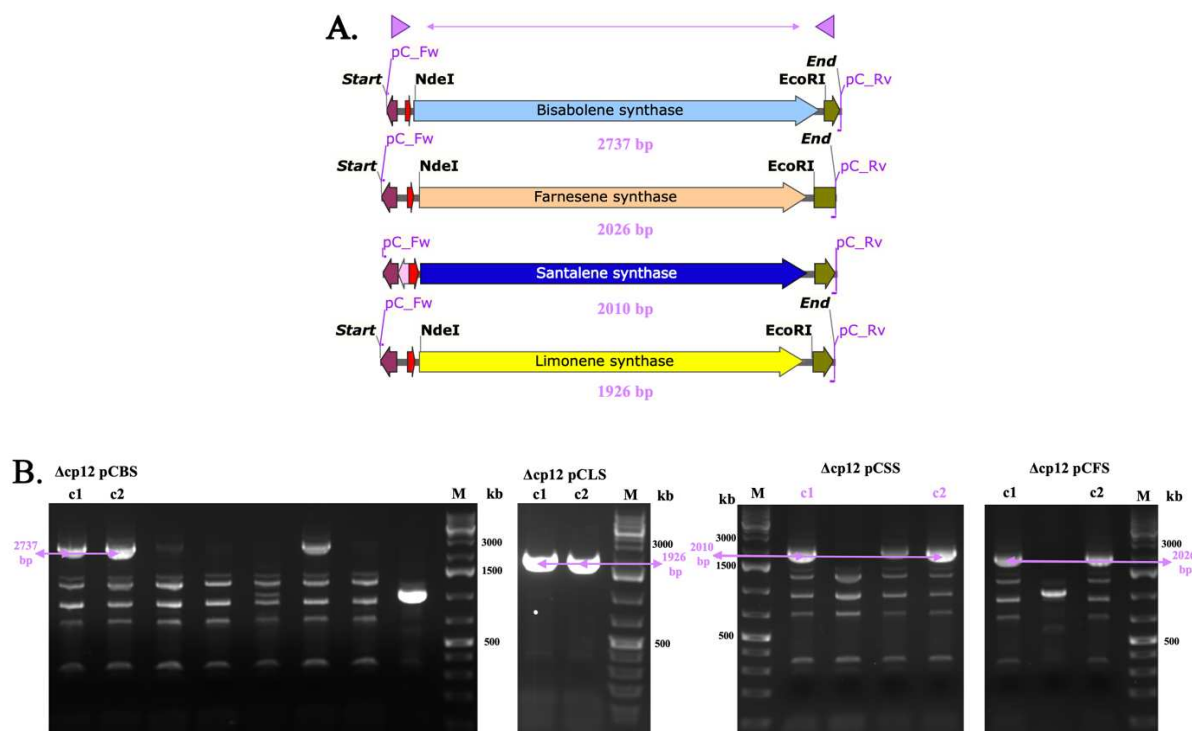 A.
pC_Fw
End
Start
NdeI
EcoRI
pC_Rv
Bisabolene synthase
2737 bp
pC_Fw
End
Start
NdeI
EcoRI
pC_Rv
Farnesene synthase
2026 bp
pC_Fw
pC_Rv
Santalene synthase
2010 bp
pC_Fw
End
Start
NdeI
EcoRI
pC_Rv
Limonene synthase
1926 bp
B.
Δcp12 pCBS
c1 c2 M kb
2737
bp
3000
1500
500
Δcp12 pCLS
c1 c2 M kb
3000
1926
bp
500
Δcp12 pCSS
kb M c1 c2
3000
2010
bp
1500
500
Δcp12 pCFS
c1 c2 M kb
3000
bp
500